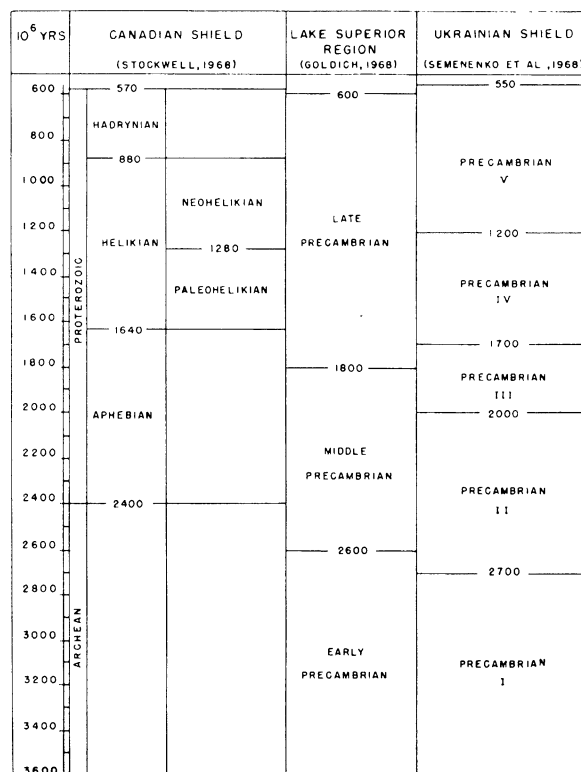 10⁶ YRS
CANADIAN SHIELD
(STOCKWELL, 1968)
LAKE SUPERIOR
REGION
(GOLDICH, 1968)
UKRAINIAN SHIELD
(SEMENENKO ET AL., 1968)
600
800
1000
1200
1400
1600
1800
2000
2200
2400
2600
2800
3000
3200
3400
3600
PROTEROZOIC
ARCHEAN
570
HADRYNIAN
880
HELIKIAN
NEOHELIKIAN
1280
PALEOHELIKIAN
1640
APHEBIAN
2400
600
LATE
PRECAMBRIAN
1800
MIDDLE
PRECAMBRIAN
2600
EARLY
PRECAMBRIAN
550
PRECAMBRIAN
V
1200
PRECAMBRIAN
IV
1700
PRECAMBRIAN
III
2000
PRECAMBRIAN
II
2700
PRECAMBRIAN
I